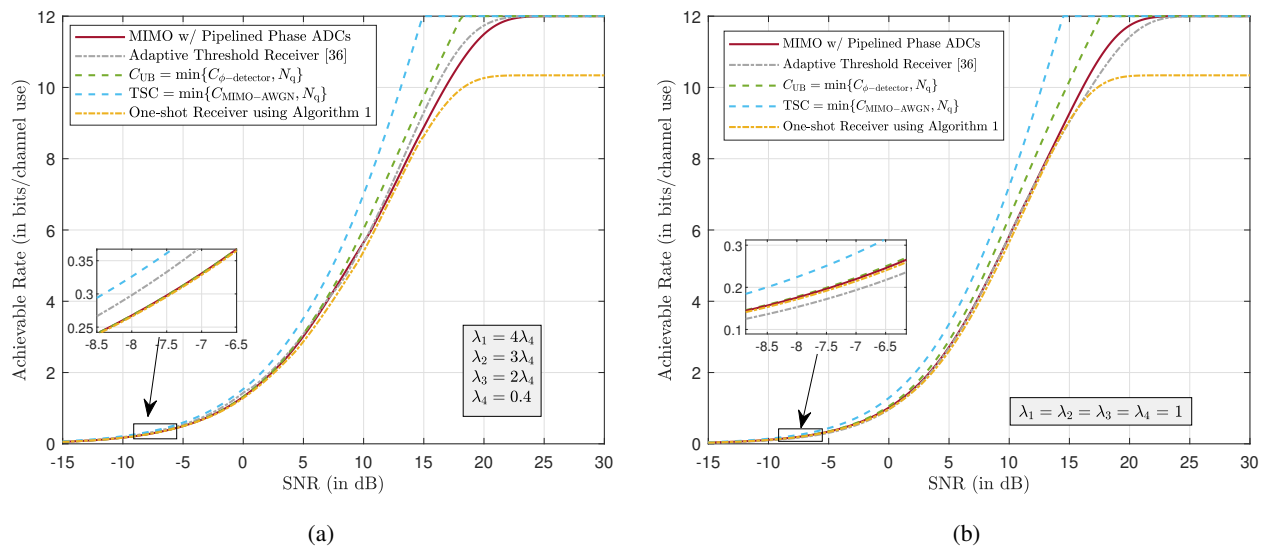 MIMO w/ Pipelined Phase ADCs
Adaptive Threshold Receiver [36]
C_UB = min{C_ϕ−detector, N_q}
TSC = min{C_MIMO−AWGN, N_q}
One-shot Receiver using Algorithm 1
Achievable Rate (in bits/channel use)
12
10
8
6
4
2
0
0.35
0.3
0.25
-8.5 -8 -7.5 -7 -6.5
λ₁ = 4λ₄
λ₂ = 3λ₄
λ₃ = 2λ₄
λ₄ = 0.4
-15 -10 -5 0 5 10 15 20 25 30
SNR (in dB)
(a)
MIMO w/ Pipelined Phase ADCs
Adaptive Threshold Receiver [36]
C_UB = min{C_ϕ−detector, N_q}
TSC = min{C_MIMO−AWGN, N_q}
One-shot Receiver using Algorithm 1
Achievable Rate (in bits/channel use)
12
10
8
6
4
2
0
0.3
0.2
0.1
-8.5 -8 -7.5 -7 -6.5
λ₁ = λ₂ = λ₃ = λ₄ = 1
-15 -10 -5 0 5 10 15 20 25 30
SNR (in dB)
(b)